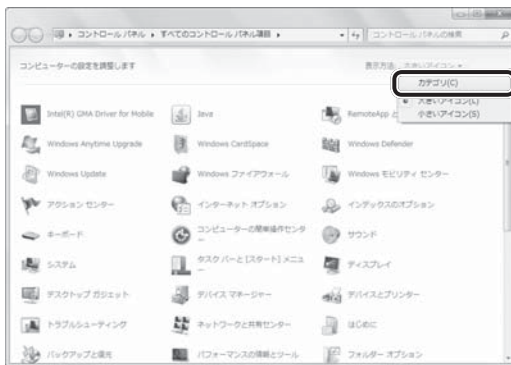 コントロール パネル ▸ すべてのコントロール パネル項目 ▸
コントロール パネルの検索
コンピューターの設定を調整します
表示方法: 大きいアイコン
カテゴリ(C)
大きいアイコン(L)
小さいアイコン(S)
Intel(R) GMA Driver for Mobile
Java
RemoteApp と
Windows Anytime Upgrade
Windows CardSpace
Windows Defender
Windows Update
Windows ファイアウォール
Windows モビリティ センター
アクション センター
インターネット オプション
インデックスのオプション
キーボード
コンピューターの簡単操作センター
サウンド
システム
タスク バーと [スタート] メニュー
ディスプレイ
デスクトップ ガジェット
デバイス マネージャー
デバイスとプリンター
トラブルシューティング
ネットワークと共有センター
はじめに
バックアップと復元
パフォーマンスの情報とツール
フォルダー オプション